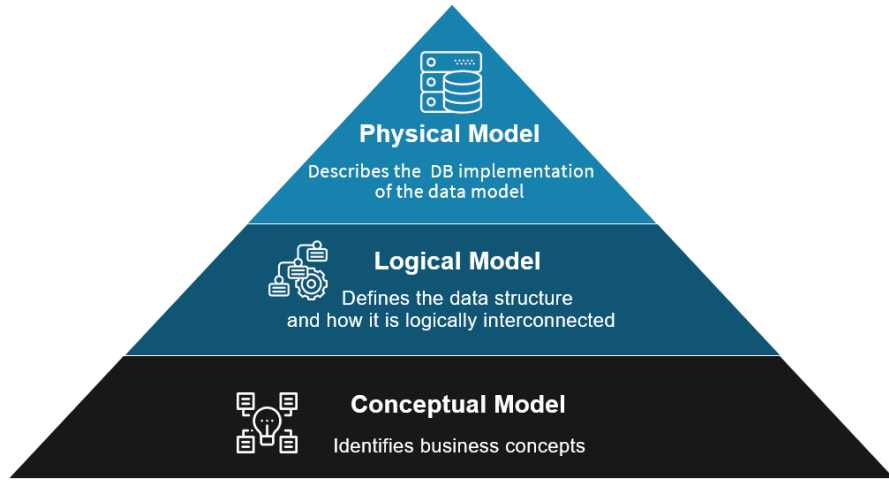 Physical Model
Describes the DB implementation
of the data model
Logical Model
Defines the data structure
and how it is logically interconnected
Conceptual Model
Identifies business concepts